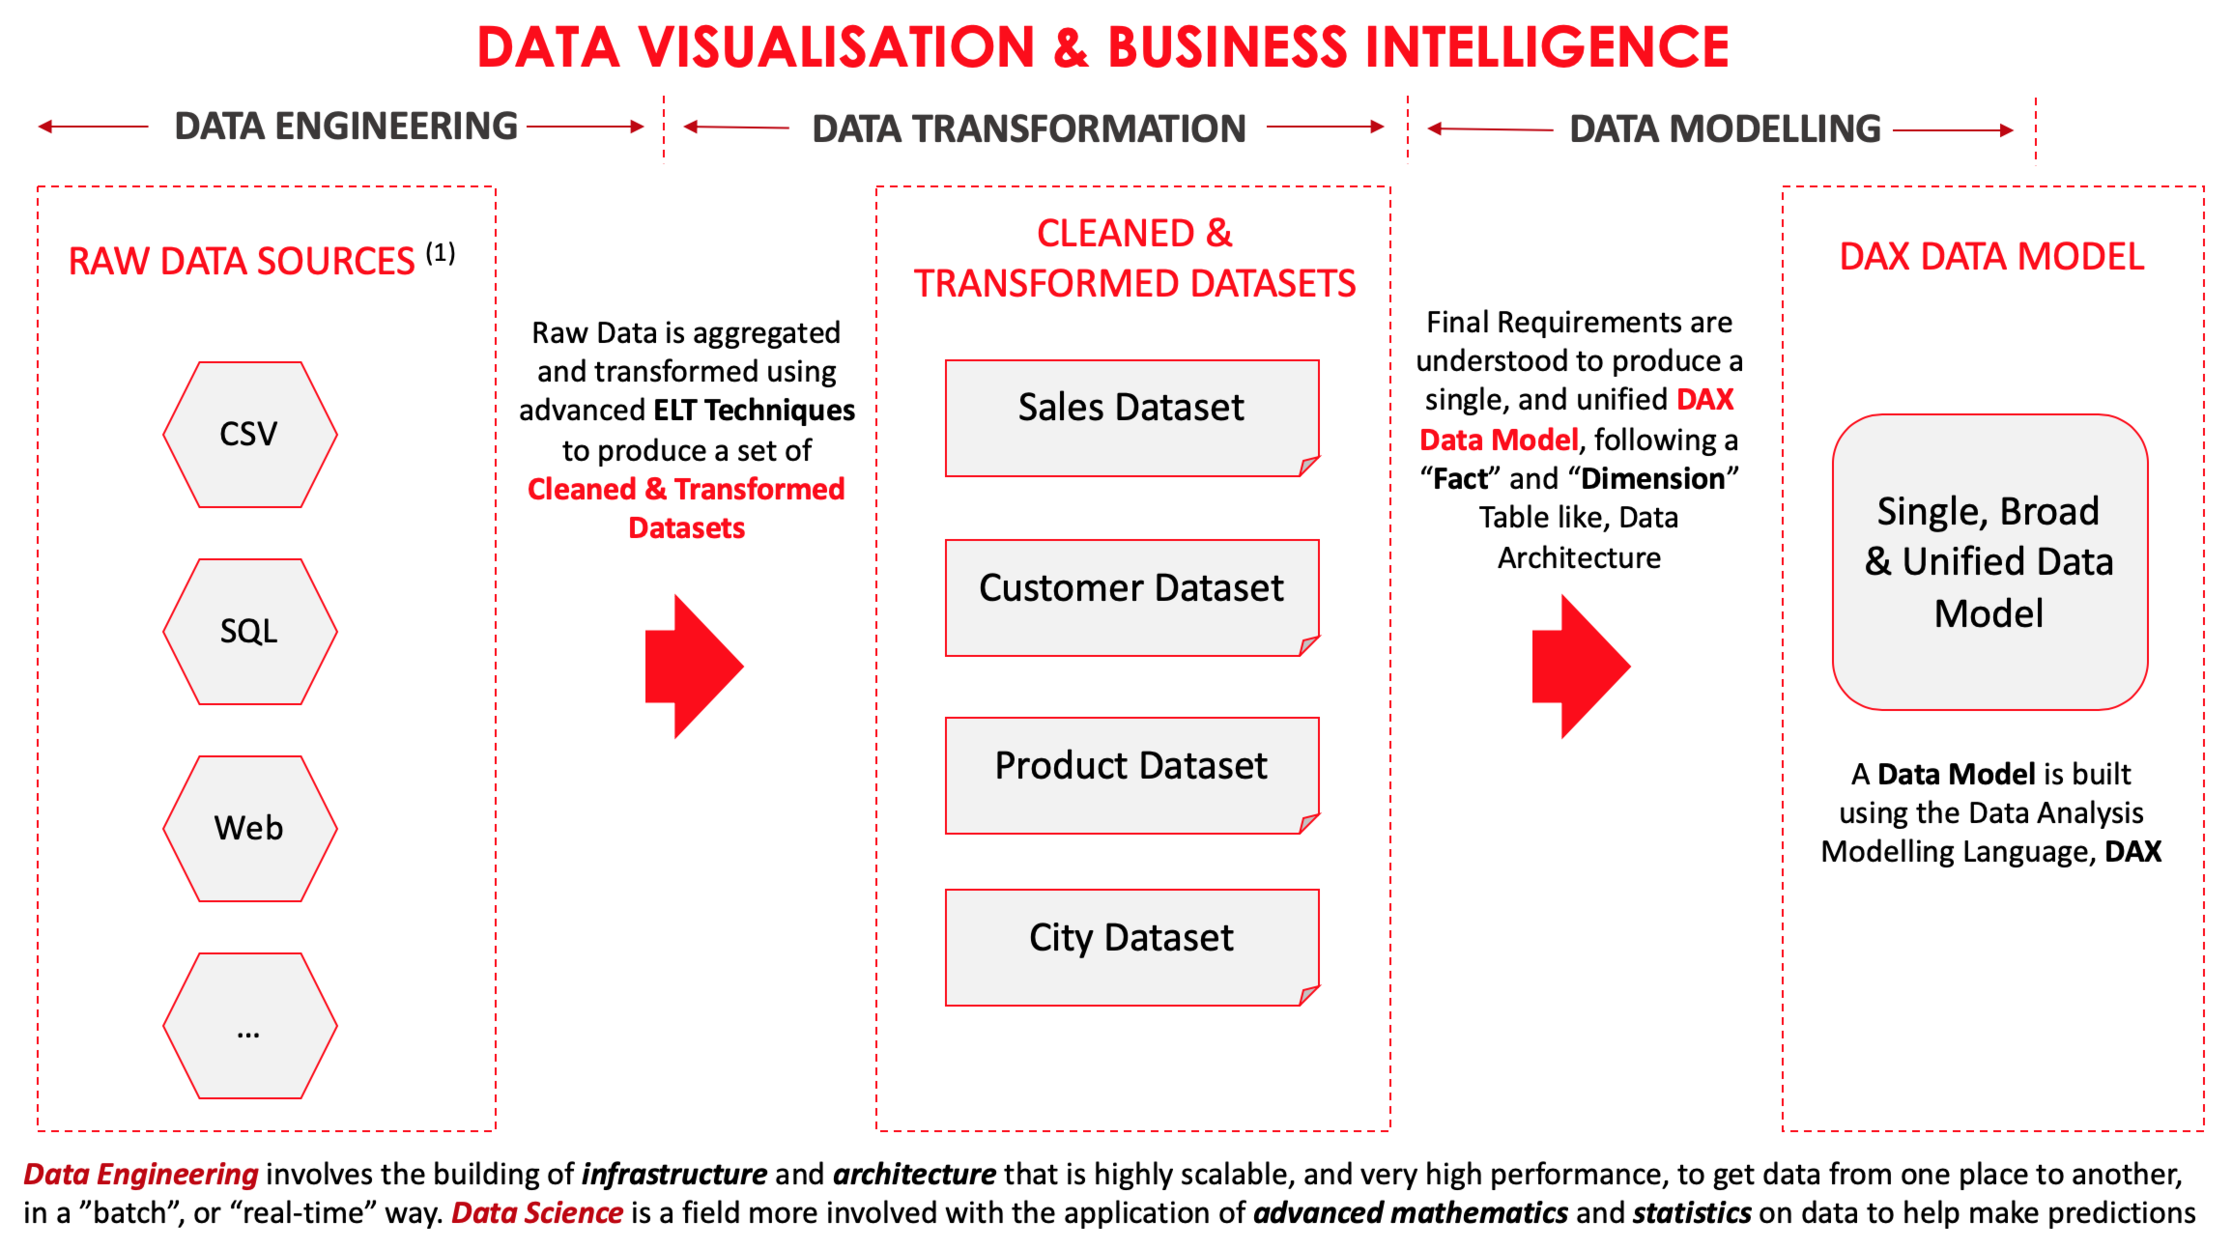 DATA VISUALISATION & BUSINESS INTELLIGENCE
DATA ENGINEERING
DATA TRANSFORMATION
DATA MODELLING
RAW DATA SOURCES (1)
CSV
SQL
Web
...
Raw Data is aggregated
and transformed using
advanced ELT Techniques
to produce a set of
Cleaned & Transformed
Datasets
CLEANED &
TRANSFORMED DATASETS
Sales Dataset
Customer Dataset
Product Dataset
City Dataset
Final Requirements are
understood to produce a
single, and unified DAX
Data Model, following a
“Fact” and “Dimension”
Table like, Data
Architecture
DAX DATA MODEL
Single, Broad
& Unified Data
Model
A Data Model is built
using the Data Analysis
Modelling Language, DAX
Data Engineering involves the building of infrastructure and architecture that is highly scalable, and very high performance, to get data from one place to another,
in a ”batch”, or “real-time” way. Data Science is a field more involved with the application of advanced mathematics and statistics on data to help make predictions